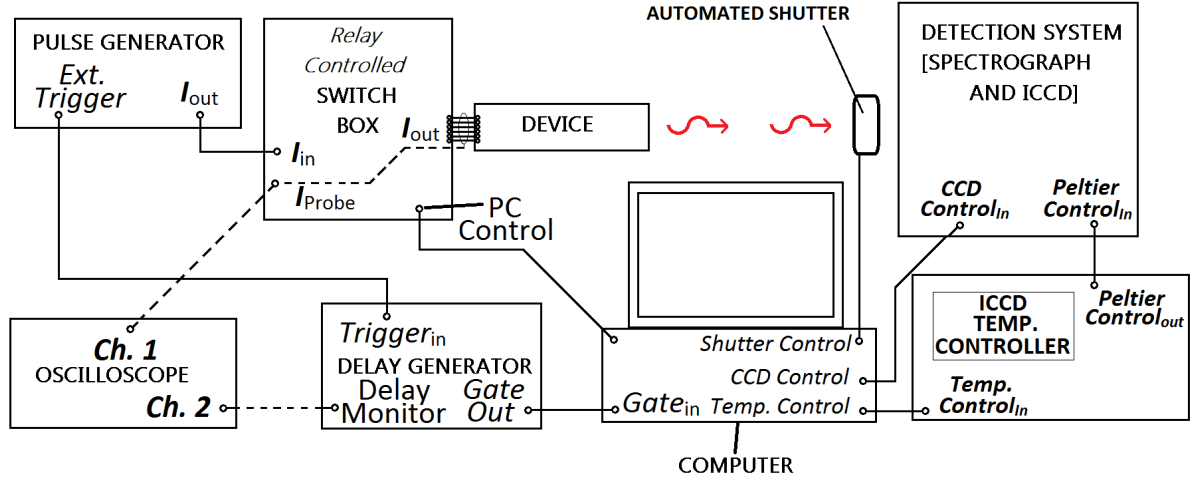 AUTOMATED SHUTTER
PULSE GENERATOR
Ext.
Trigger
Iout
Relay
Controlled
SWITCH
BOX
Iout
Iin
IProbe
PC
Control
DEVICE
DETECTION SYSTEM
[SPECTROGRAPH
AND ICCD]
CCD
ControlIn
Peltier
ControlIn
Ch. 1
OSCILLOSCOPE
Ch. 2
Triggerin
DELAY GENERATOR
Delay
Monitor
Gate
Out
Shutter Control
CCD Control
Gatein
Temp. Control
COMPUTER
ICCD
TEMP.
CONTROLLER
Peltier
Controlout
Temp.
ControlIn